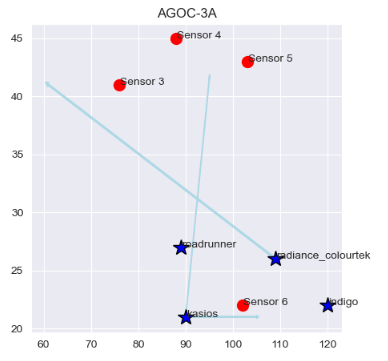 AGOC-3A
45
40
35
30
25
20
Sensor 4
Sensor 5
Sensor 3
roadrunner
radiance_colourtek
Sensor 6
indigo
kasios
60
70
80
90
100
110
120